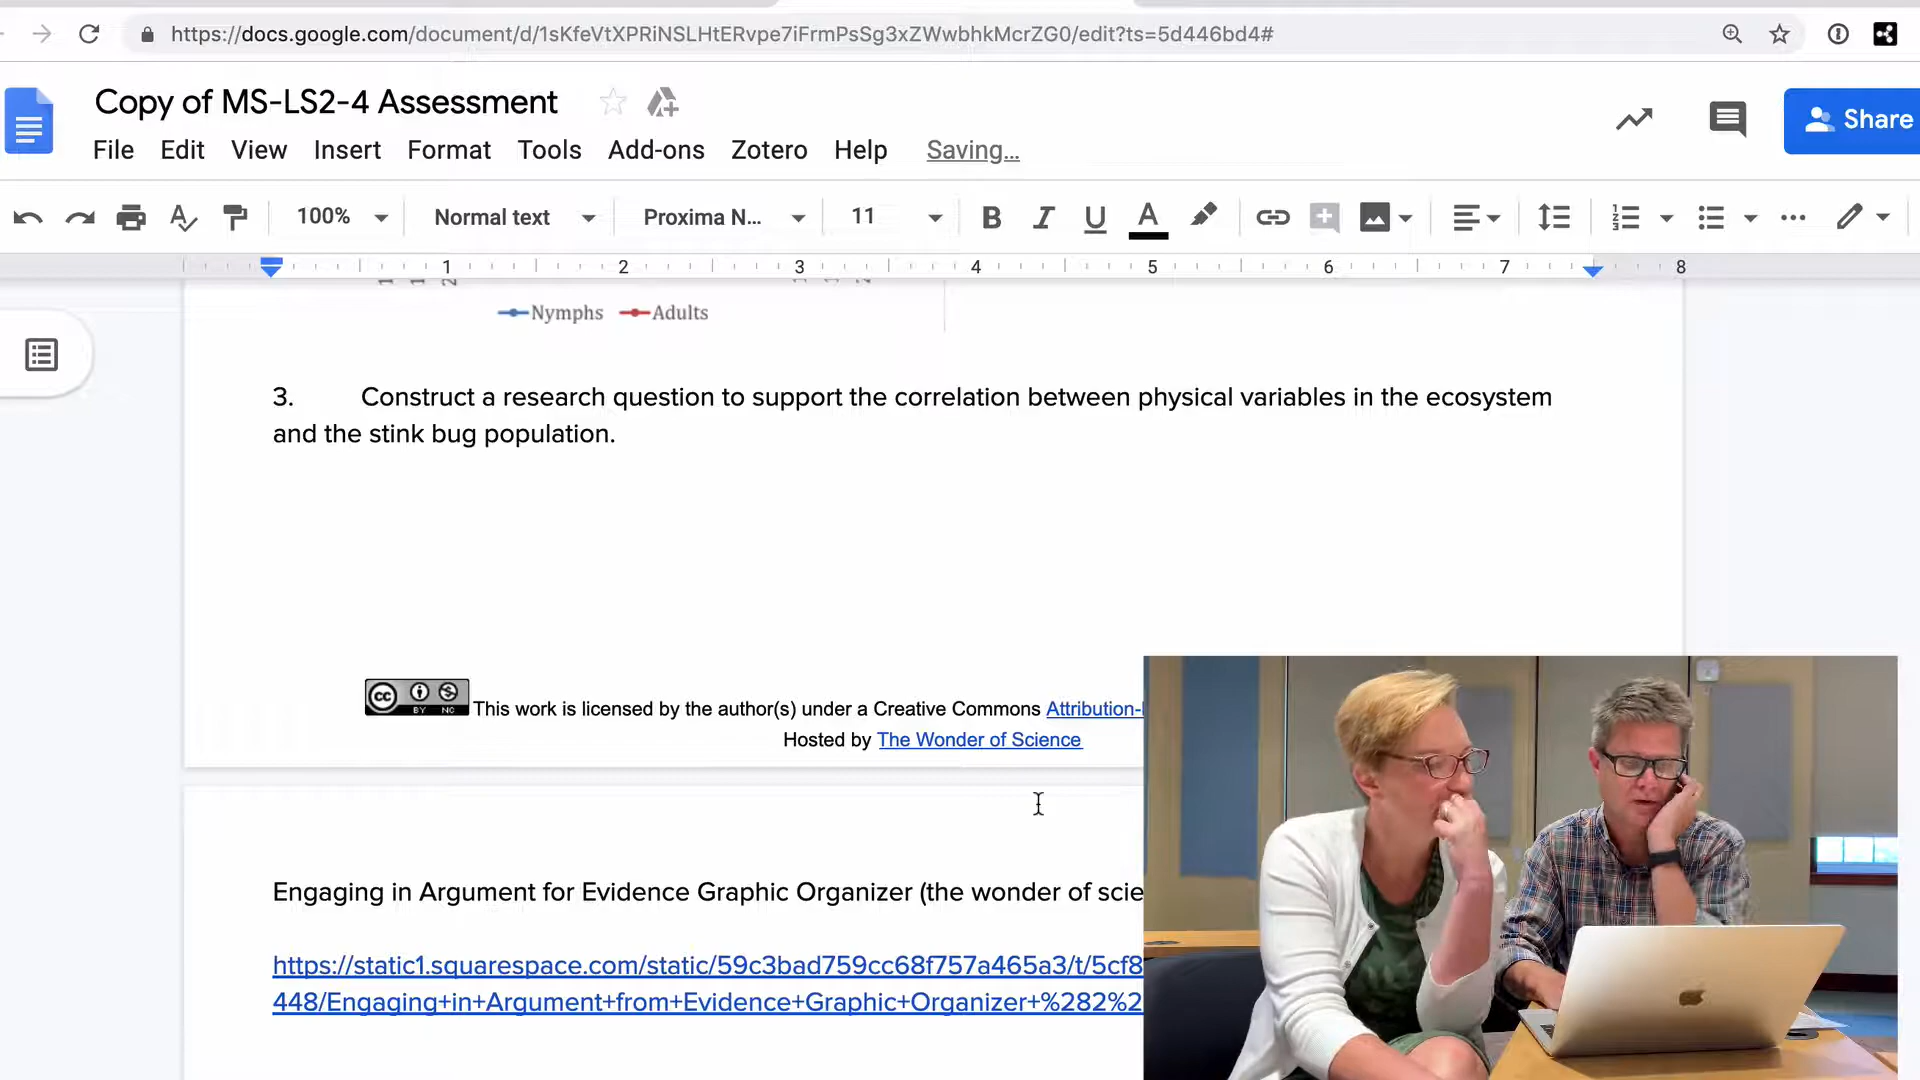 https://docs.google.com/document/d/1sKfeVtXPRiNSLHtERvpe7iFrmPsSg3xZWwbhkMcrZG0/edit?ts=5d446bd4#
Copy of MS-LS2-4 Assessment
Share
File Edit View Insert Format Tools Add-ons Zotero Help Saving...
100% Normal text Proxima N... 11 B I U A
1 2 3 4 5 6 7 8
Nymphs Adults
3. Construct a research question to support the correlation between physical variables in the ecosystem
and the stink bug population.
cc BY NC This work is licensed by the author(s) under a Creative Commons Attribution-
Hosted by The Wonder of Science
Engaging in Argument for Evidence Graphic Organizer (the wonder of scie
https://static1.squarespace.com/static/59c3bad759cc68f757a465a3/t/5cf8
448/Engaging+in+Argument+from+Evidence+Graphic+Organizer+%282%2